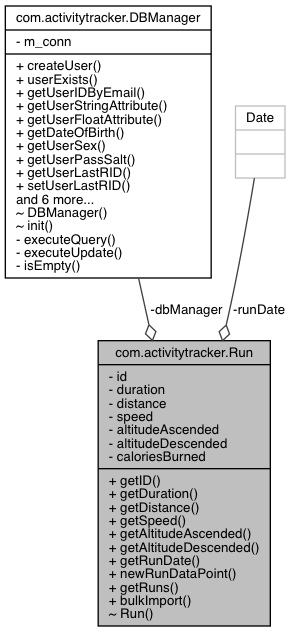 com.activitytracker.DBManager
- m_conn
+ createUser()
+ userExists()
+ getUserIDByEmail()
+ getUserStringAttribute()
+ getUserFloatAttribute()
+ getDateOfBirth()
+ getUserSex()
+ getUserPassSalt()
+ getUserLastRID()
+ setUserLastRID()
and 6 more...
~ DBManager()
~ init()
- executeQuery()
- executeUpdate()
- isEmpty()
Date
-dbManager
-runDate
com.activitytracker.Run
- id
- duration
- distance
- speed
- altitudeAscended
- altitudeDescended
- caloriesBurned
+ getID()
+ getDuration()
+ getDistance()
+ getSpeed()
+ getAltitudeAscended()
+ getAltitudeDescended()
+ getRunDate()
+ newRunDataPoint()
+ getRuns()
+ bulkImport()
~ Run()